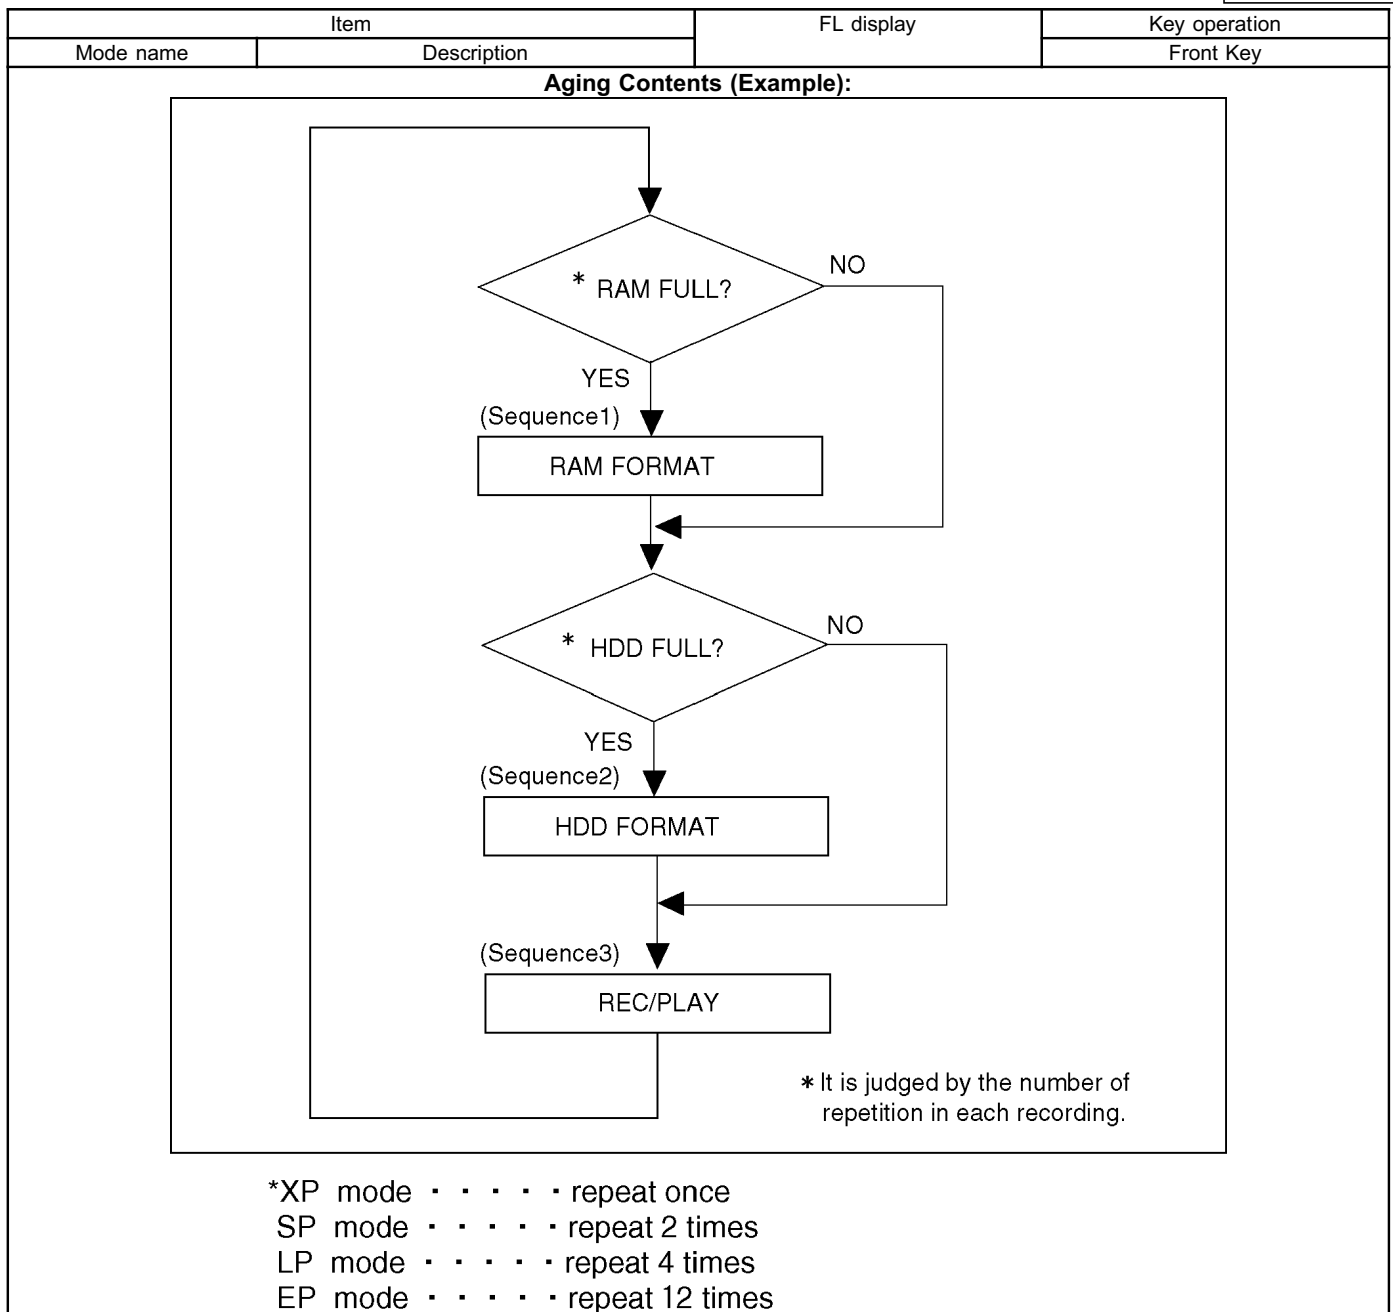 Item FL display Key operation
Mode name Description Front Key
Aging Contents (Example):
* RAM FULL?
NO
YES
(Sequence1)
RAM FORMAT
* HDD FULL?
NO
YES
(Sequence2)
HDD FORMAT
(Sequence3)
REC/PLAY
* It is judged by the number of
repetition in each recording.
*XP mode · · · · · repeat once
SP mode · · · · · repeat 2 times
LP mode · · · · · repeat 4 times
EP mode · · · · · repeat 12 times